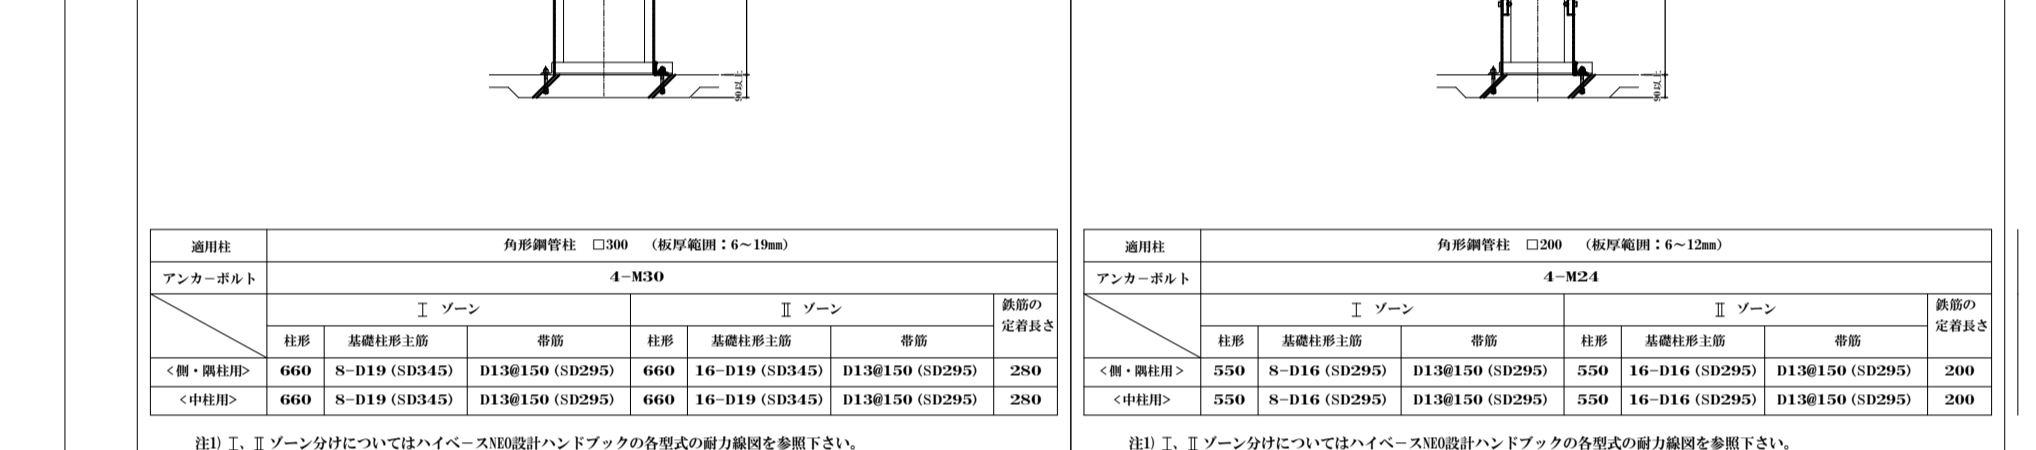 90以上
90以上
適用柱 角形鋼管柱 □300 （板厚範囲：6～19mm）
アンカーボルト 4－M30
Ⅰ ゾーン Ⅱ ゾーン 鉄筋の
定着長さ
柱形 基礎柱形主筋 帯筋 柱形 基礎柱形主筋 帯筋
<側・隅柱用> 660 8－D19 (SD345) D13@150 (SD295) 660 16－D19 (SD345) D13@150 (SD295) 280
<中柱用> 660 8－D19 (SD345) D13@150 (SD295) 660 16－D19 (SD345) D13@150 (SD295) 280
注1) Ⅰ、Ⅱ ゾーン分けについてはハイベースNEO設計ハンドブックの各型式の耐力線図を参照下さい。
適用柱 角形鋼管柱 □200 （板厚範囲：6～12mm）
アンカーボルト 4－M24
Ⅰ ゾーン Ⅱ ゾーン 鉄筋の
定着長さ
柱形 基礎柱形主筋 帯筋 柱形 基礎柱形主筋 帯筋
<側・隅柱用> 550 8－D16 (SD295) D13@150 (SD295) 550 16－D16 (SD295) D13@150 (SD295) 200
<中柱用> 550 8－D16 (SD295) D13@150 (SD295) 550 16－D16 (SD295) D13@150 (SD295) 200
注1) Ⅰ、Ⅱ ゾーン分けについてはハイベースNEO設計ハンドブックの各型式の耐力線図を参照下さい。